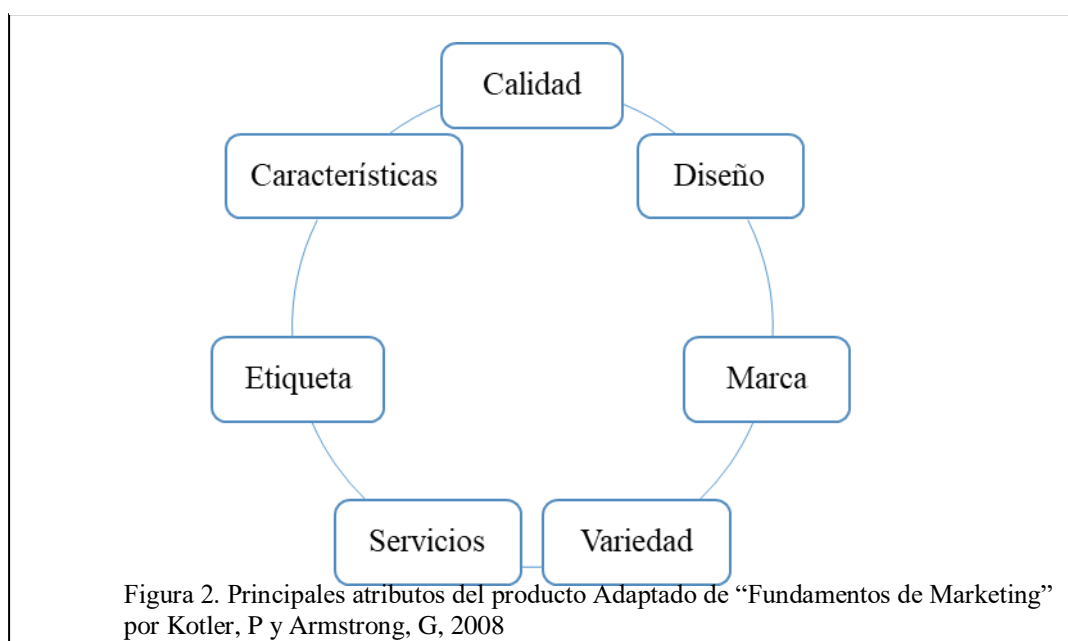 Calidad
Características
Diseño
Etiqueta
Marca
Servicios
Variedad
Figura 2. Principales atributos del producto Adaptado de “Fundamentos de Marketing”
por Kotler, P y Armstrong, G, 2008